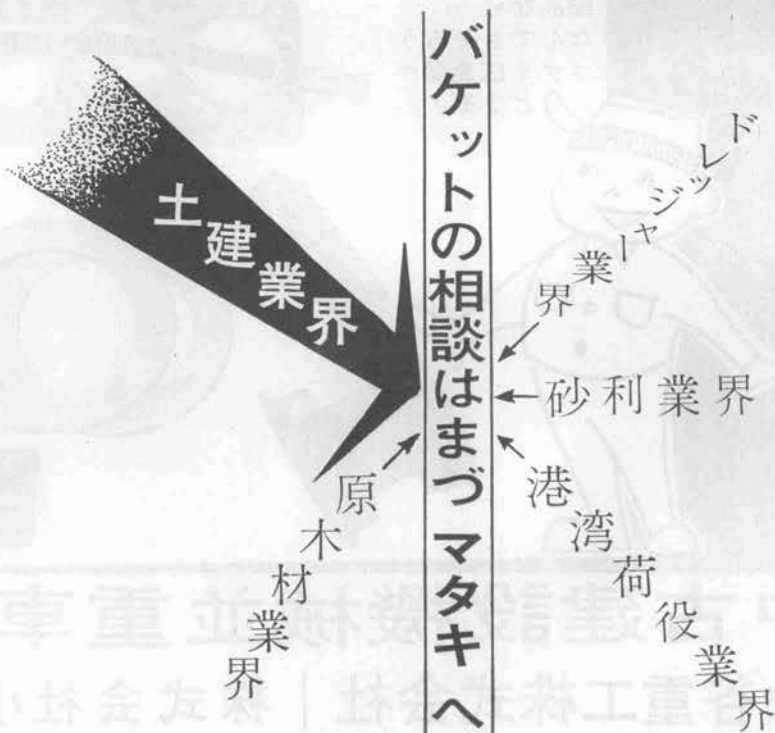 バケットの相談はまづ マタキ へ
土建業界
ドレッジャー業界
砂利業界
港湾荷役業界
原木材業界